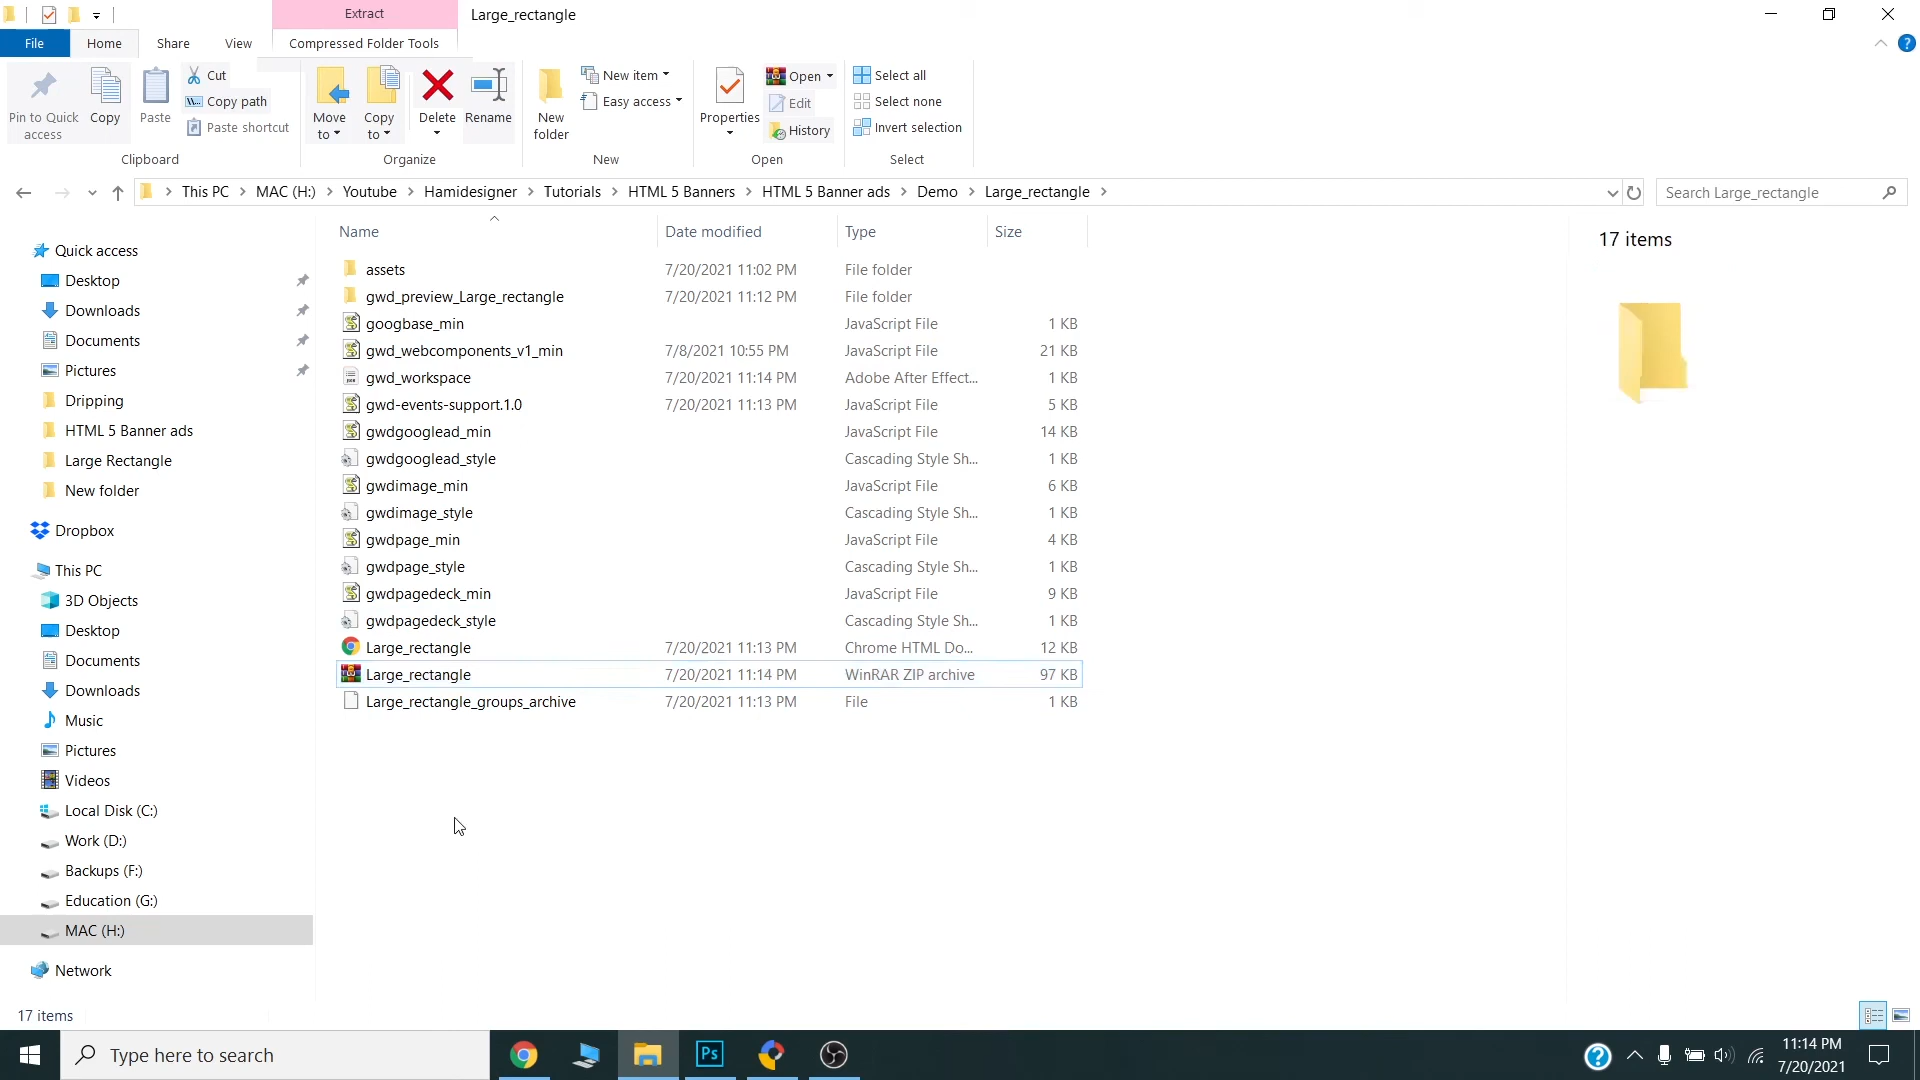 Extract
Large_rectangle
File
Home
Share
View
Compressed Folder Tools
Pin to Quick access
Copy
Paste
Cut
Copy path
Paste shortcut
Clipboard
Move to
Copy to
Delete
Rename
Organize
New folder
New item
Easy access
New
Properties
Open
Edit
History
Open
Select all
Select none
Invert selection
Select
This PC > MAC (H:) > Youtube > Hamidesigner > Tutorials > HTML 5 Banners > HTML 5 Banner ads > Demo > Large_rectangle >
Search Large_rectangle
Quick access
Desktop
Downloads
Documents
Pictures
Dripping
HTML 5 Banner ads
Large Rectangle
New folder
Dropbox
This PC
3D Objects
Desktop
Documents
Downloads
Music
Pictures
Videos
Local Disk (C:)
Work (D:)
Backups (F:)
Education (G:)
MAC (H:)
Network
Name Date modified Type Size
assets 7/20/2021 11:02 PM File folder
gwd_preview_Large_rectangle 7/20/2021 11:12 PM File folder
googbase_min JavaScript File 1 KB
gwd_webcomponents_v1_min 7/8/2021 10:55 PM JavaScript File 21 KB
gwd_workspace 7/20/2021 11:14 PM Adobe After Effect... 1 KB
gwd-events-support.1.0 7/20/2021 11:13 PM JavaScript File 5 KB
gwdgooglead_min JavaScript File 14 KB
gwdgooglead_style Cascading Style Sh... 1 KB
gwdimage_min JavaScript File 6 KB
gwdimage_style Cascading Style Sh... 1 KB
gwdpage_min JavaScript File 4 KB
gwdpage_style Cascading Style Sh... 1 KB
gwdpagedeck_min JavaScript File 9 KB
gwdpagedeck_style Cascading Style Sh... 1 KB
Large_rectangle 7/20/2021 11:13 PM Chrome HTML Do... 12 KB
Large_rectangle 7/20/2021 11:14 PM WinRAR ZIP archive 97 KB
Large_rectangle_groups_archive 7/20/2021 11:13 PM File 1 KB
17 items
17 items
Type here to search
Ps
11:14 PM
7/20/2021